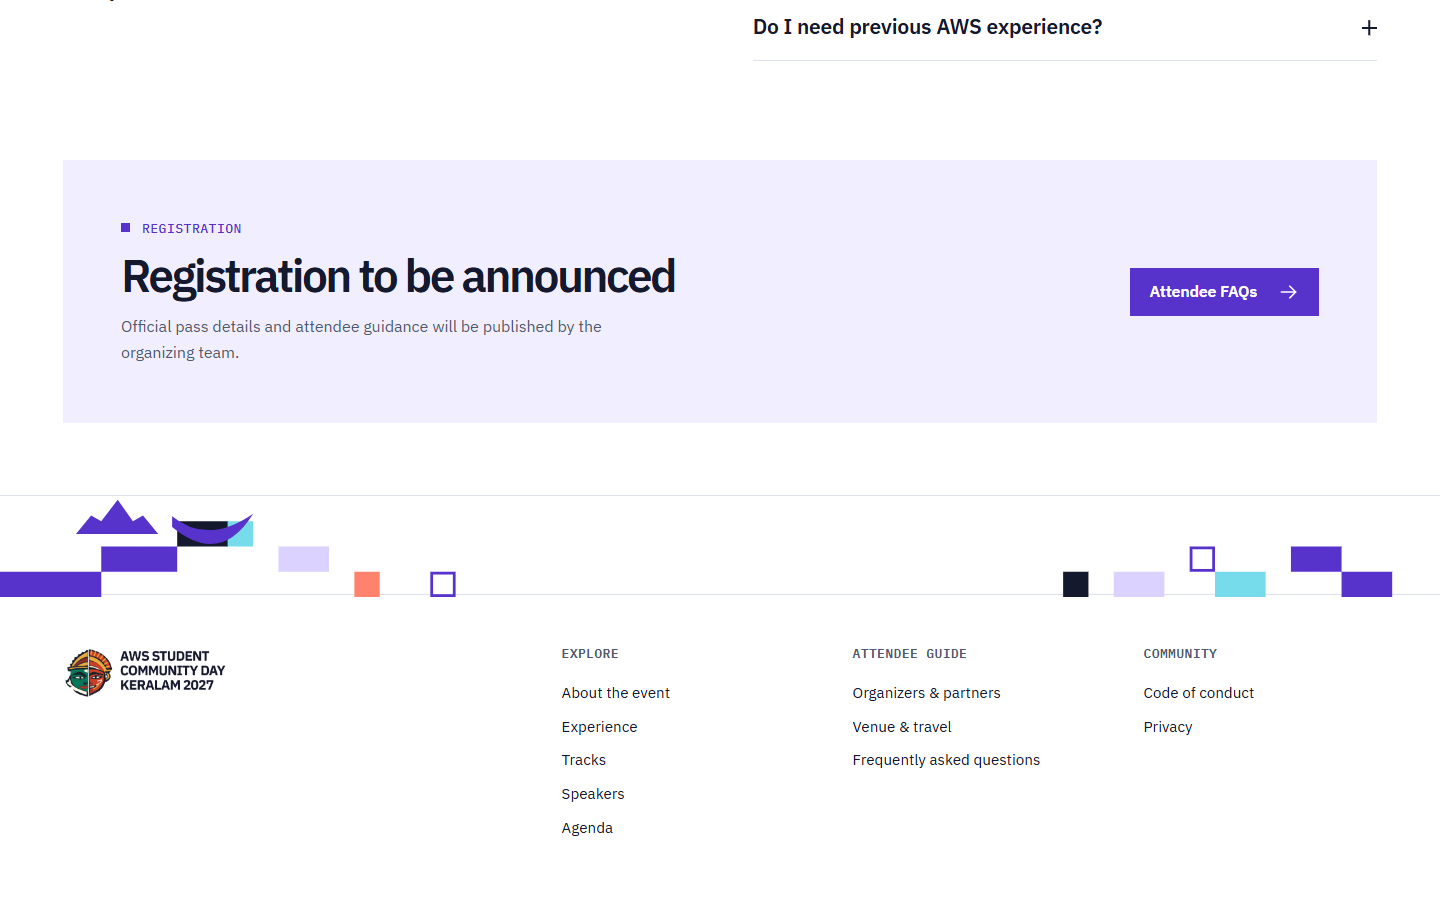 Do I need previous AWS experience?
REGISTRATION
Registration to be announced
Official pass details and attendee guidance will be published by the
organizing team.
Attendee FAQs
AWS STUDENT
COMMUNITY DAY
KERALAM 2027
EXPLORE
About the event
Experience
Tracks
Speakers
Agenda
ATTENDEE GUIDE
Organizers & partners
Venue & travel
Frequently asked questions
COMMUNITY
Code of conduct
Privacy